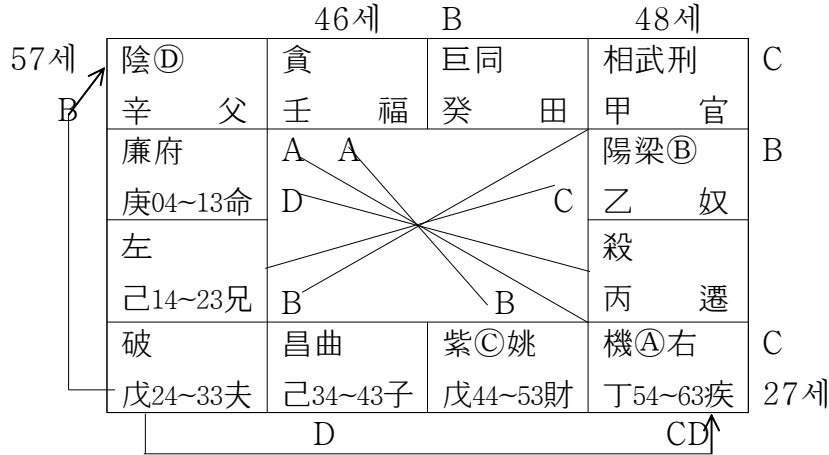 46세 B 48세
57세 陰Ⓓ 貪 巨同 相武刑 C
B 辛 父 壬 福 癸 田 甲 官
廉府 A A 陽梁Ⓑ B
庚04~13命 D C 乙 奴
左 殺
己14~23兄 B B 丙 遷
破 昌曲 紫Ⓒ姚 機Ⓐ右 C
戊24~33夫 己34~43子 戊44~53財 丁54~63疾 27세
D CD